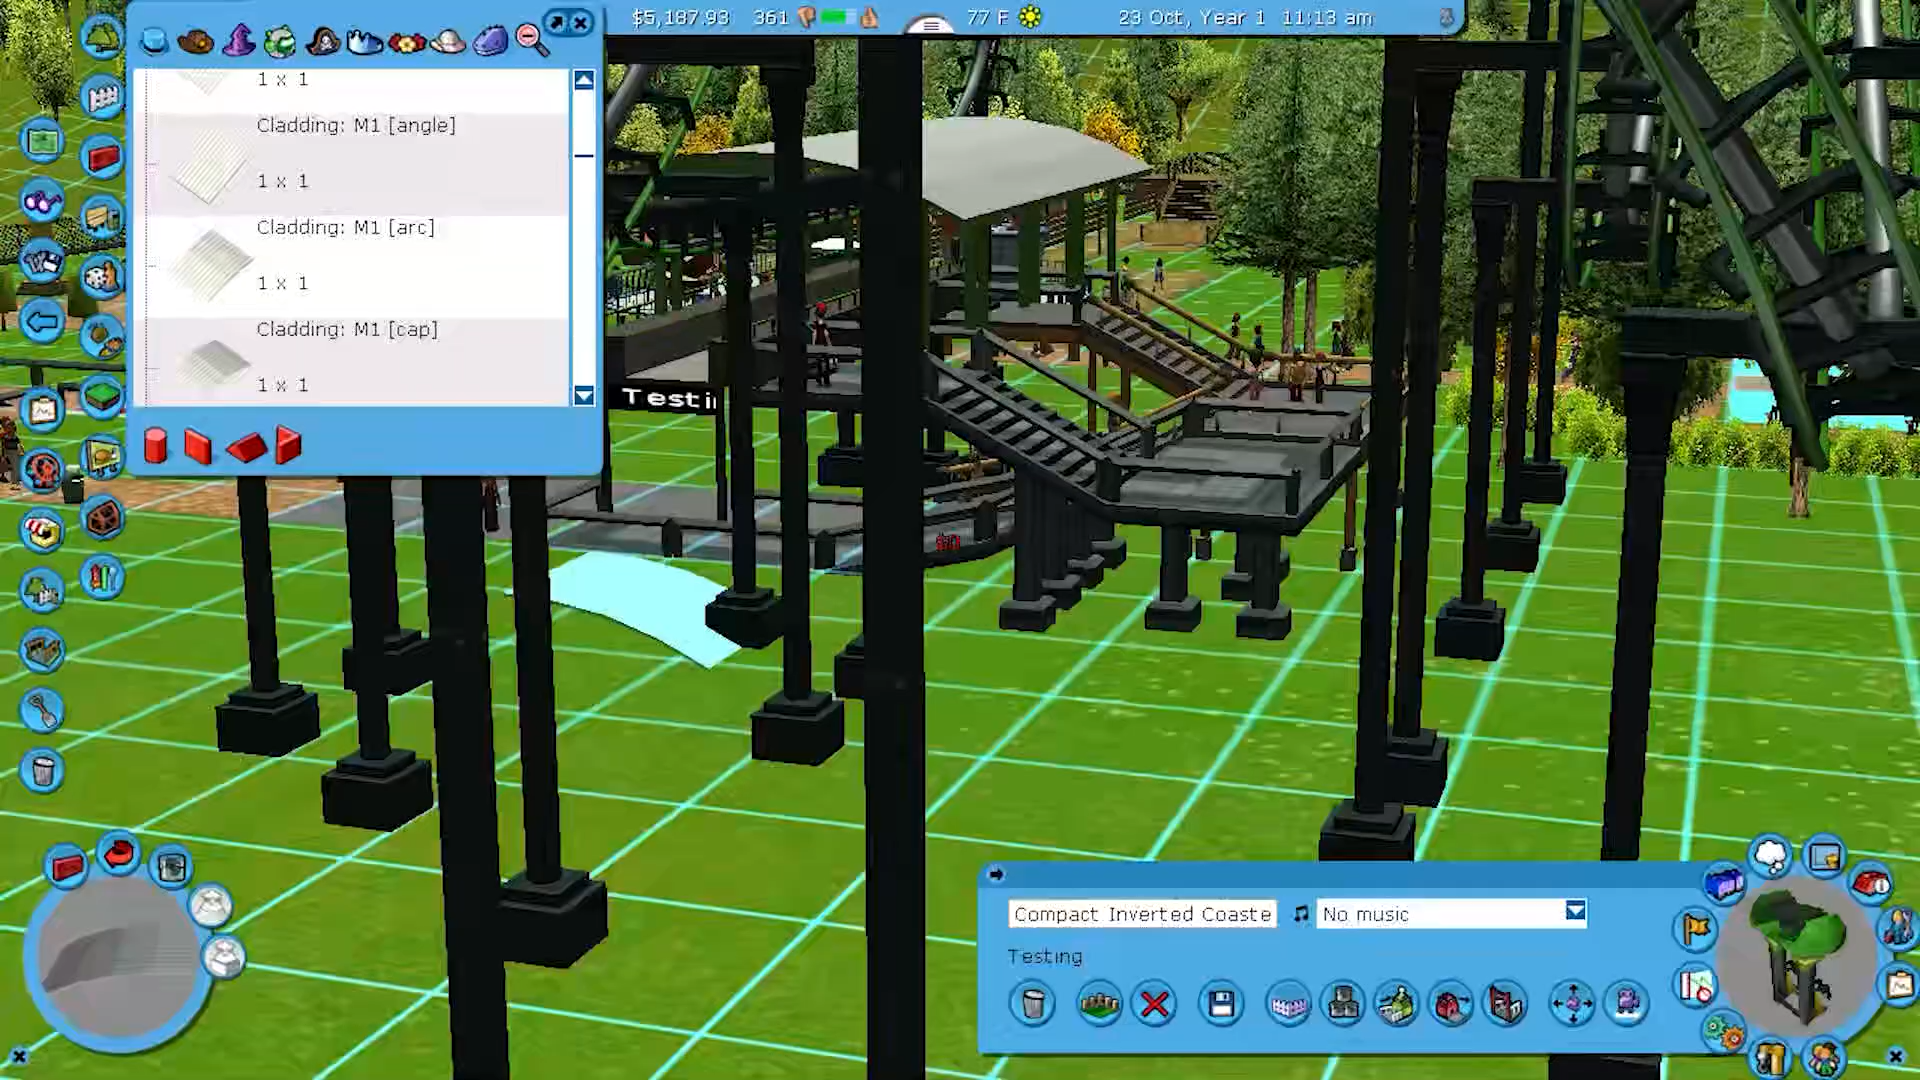 $5,187.93 361 77 F 23 Oct, Year 1 11:13 am
1 x 1
Cladding: M1 [angle]
1 x 1
Cladding: M1 [arc]
1 x 1
Cladding: M1 [cap]
1 x 1
Testi
Compact Inverted Coaste
No music
Testing